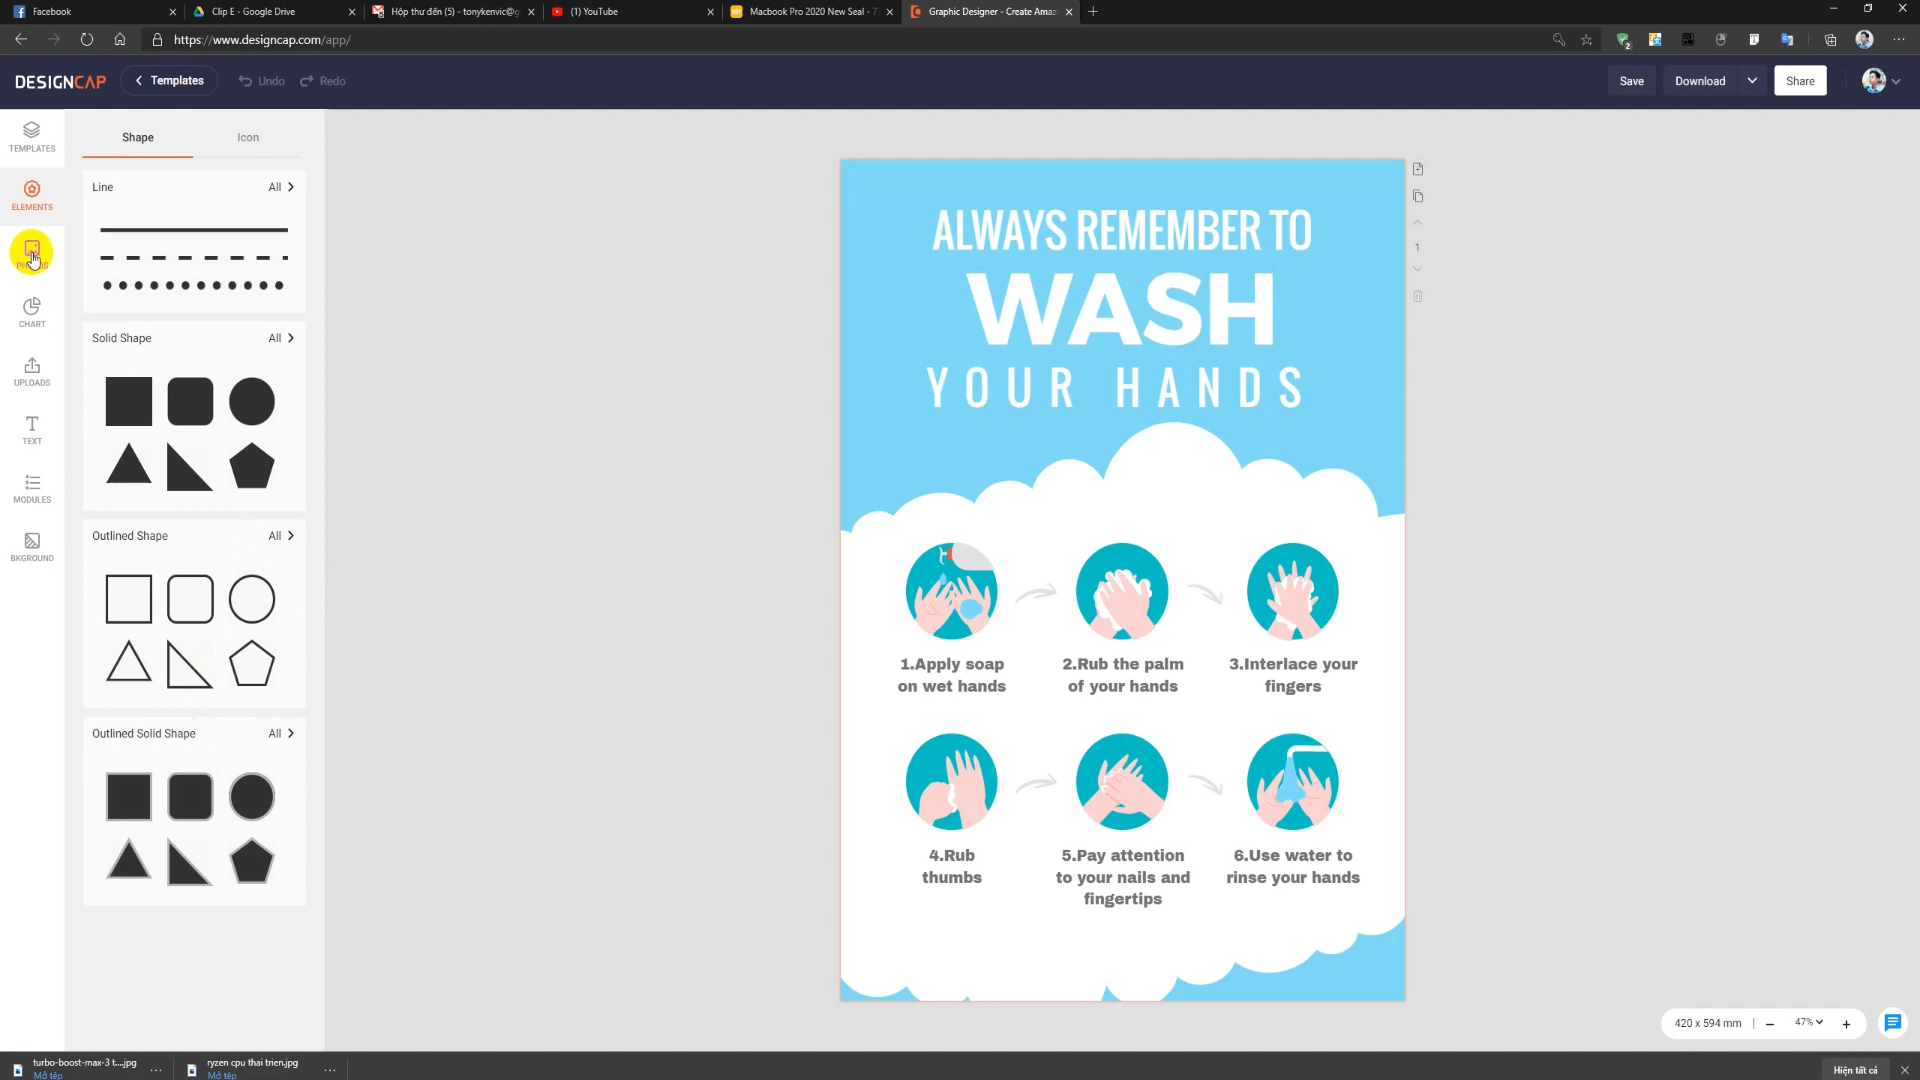 Facebook
Clip E - Google Drive
Hộp thư đến (5) - tonykenvic@g
(1) YouTube
Macbook Pro 2020 New Seal - 7
Graphic Designer - Create Amaz
https://www.designcap.com/app/
2
DESIGNCAP
Templates
Undo
Redo
Save
Download
Share
TEMPLATES
ELEMENTS
PHOTOS
CHART
UPLOADS
TEXT
MODULES
BKGROUND
Shape
Icon
Line
All
Solid Shape
All
Outlined Shape
All
Outlined Solid Shape
All
ALWAYS REMEMBER TO
WASH
YOUR HANDS
1
1.Apply soap
on wet hands
2.Rub the palm
of your hands
3.Interlace your
fingers
4.Rub
thumbs
5.Pay attention
to your nails and
fingertips
6.Use water to
rinse your hands
420 x 594 mm
47%
turbo-boost-max-3 t....jpg
Mở tệp
ryzen cpu thai trien.jpg
Mở tệp
Hiện tất cả